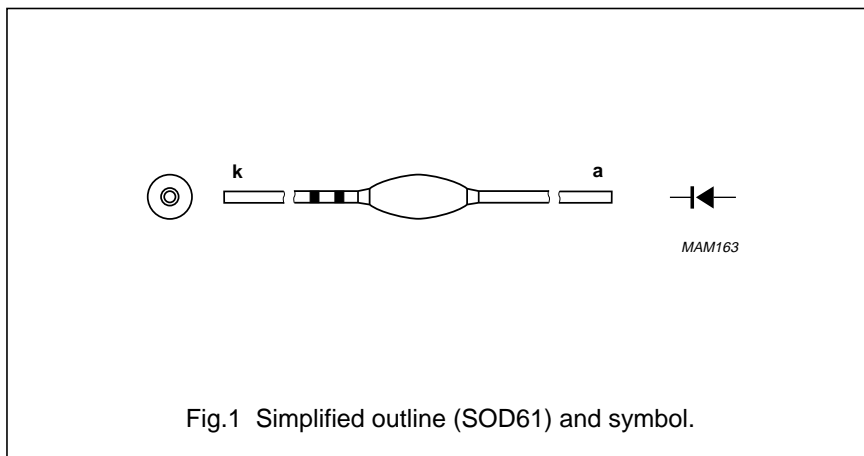 k
a
MAM163
Fig.1 Simplified outline (SOD61) and symbol.